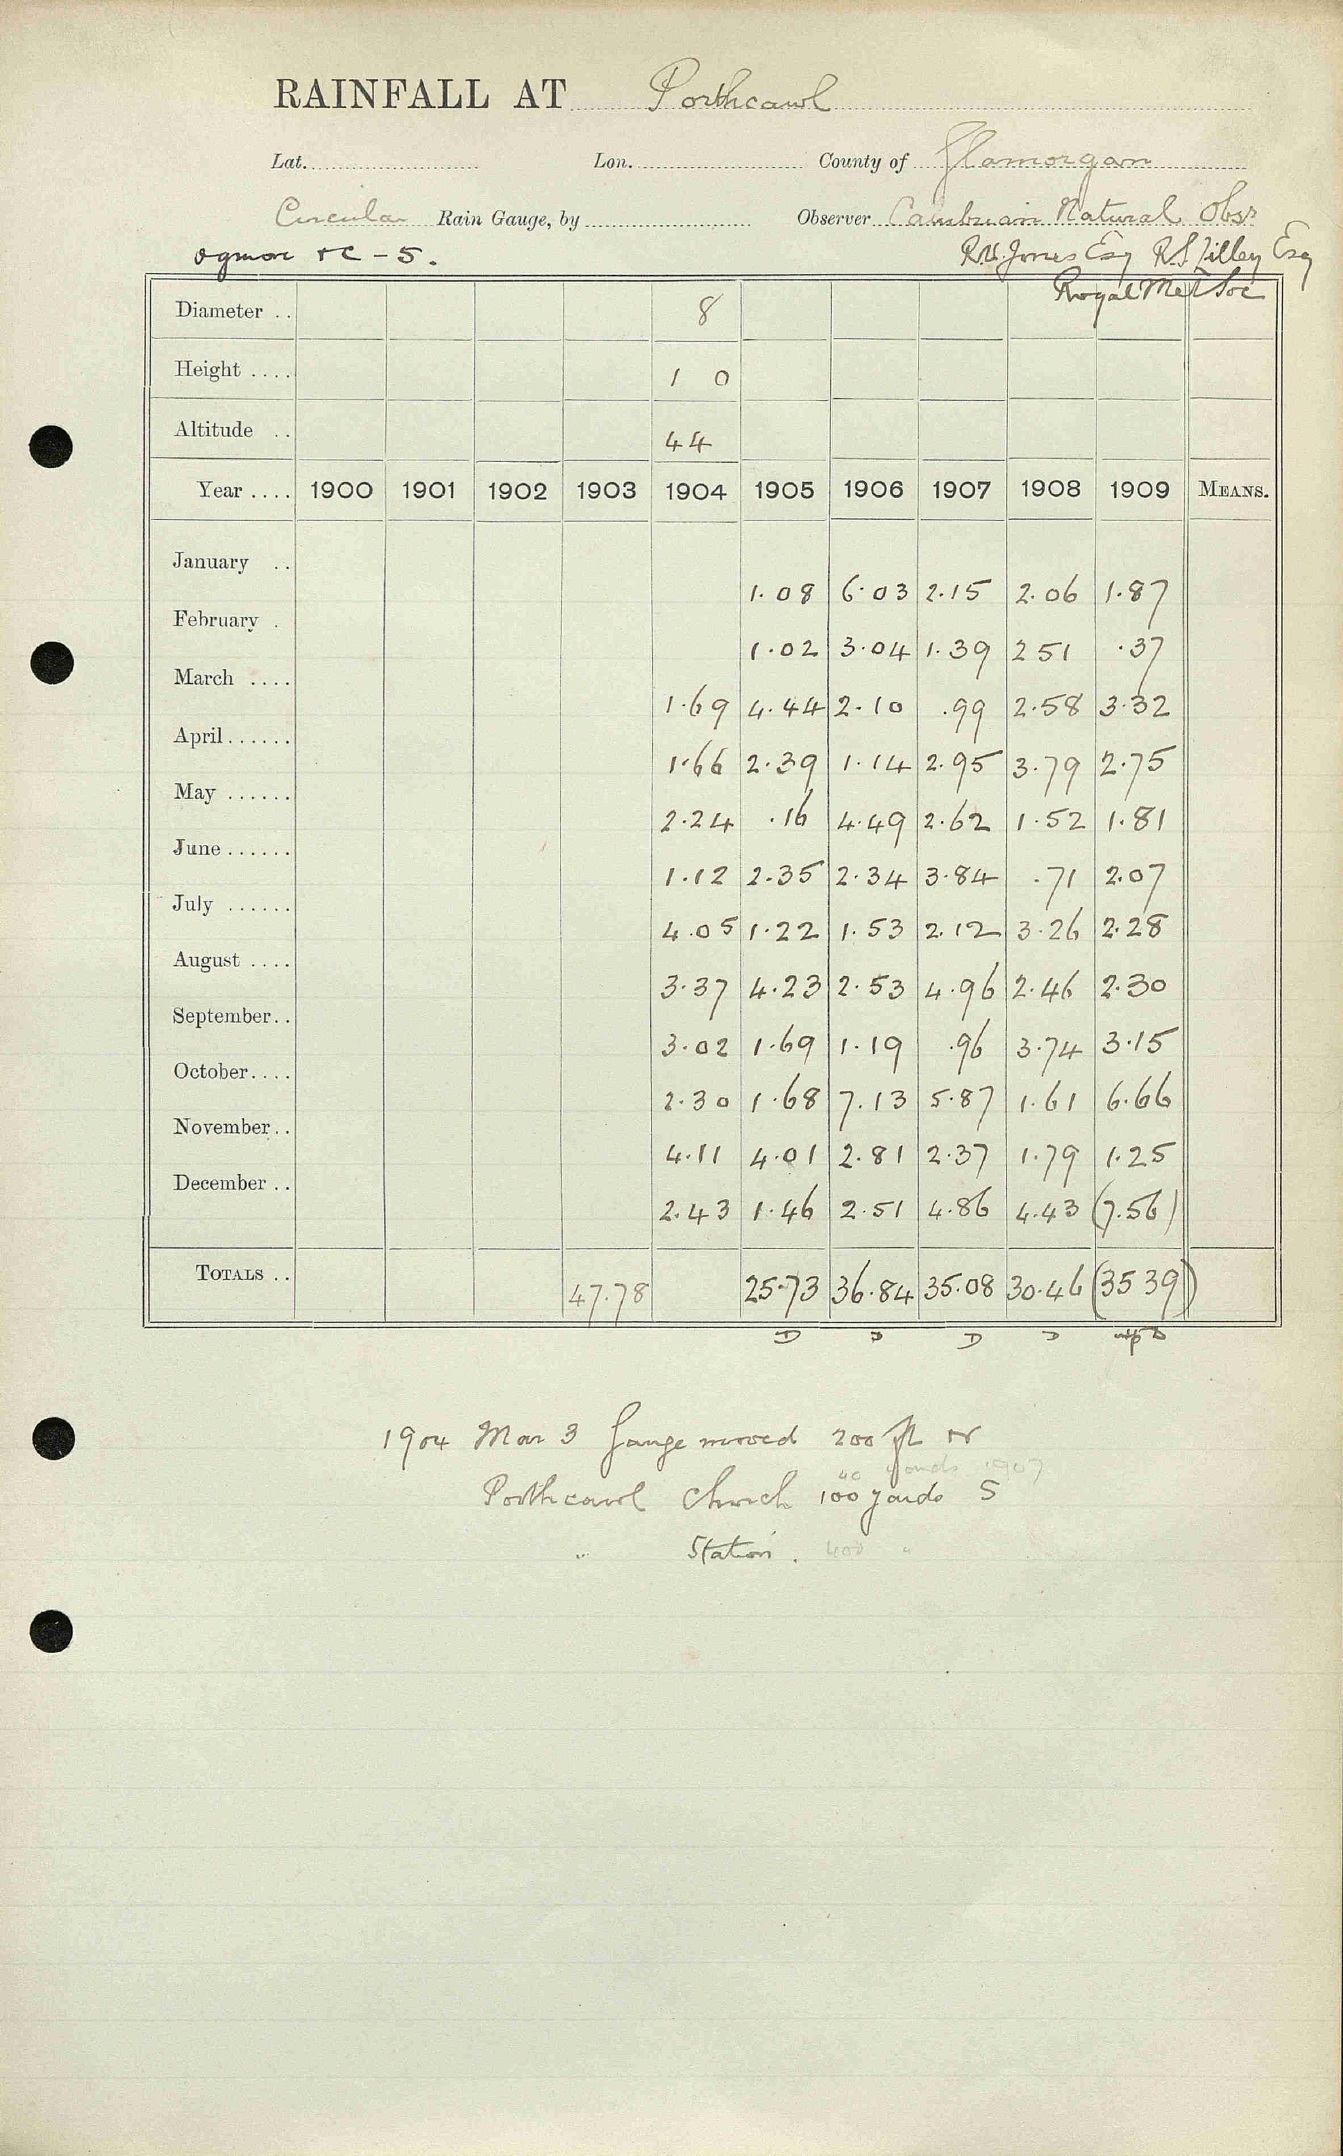 RAINFALL AT Porthcawl
Lat. Lon. County of Glamorgan
Circular Rain Gauge, by Observer Cambrian Natural Obsr
Ogmore +c - 5. R.H. Jones Esq R.S. Tilley Esq
Royal Met Soc
Diameter .. 8
Height .... 1 0
Altitude .. 44
Year .... 1900 1901 1902 1903 1904 1905 1906 1907 1908 1909 MEANS.
January .. 1.08 6.03 2.15 2.06 1.87
February . 1.02 3.04 1.39 2 51 .37
March .... 1.69 4.44 2.10 .99 2.58 3.32
April...... 1.66 2.39 1.14 2.95 3.79 2.75
May ...... 2.24 .16 4.49 2.62 1.52 1.81
June...... 1.12 2.35 2.34 3.84 .71 2.07
July ...... 4.05 1.22 1.53 2.12 3.26 2.28
August .... 3.37 4.23 2.53 4.96 2.46 2.30
September.. 3.02 1.69 1.19 .96 3.74 3.15
October.... 2.30 1.68 7.13 5.87 1.61 6.66
November.. 4.11 4.01 2.81 2.37 1.79 1.25
December .. 2.43 1.46 2.51 4.86 4.43 (7.56)
TOTALS .. 47.78 25.73 36.84 35.08 30.46 (35 39)
D D D D D
1904 Mar 3 Gauge moved 200 ft W
40 yards 1907
Porthcawl Church 100 yards S
" Station . 400 "